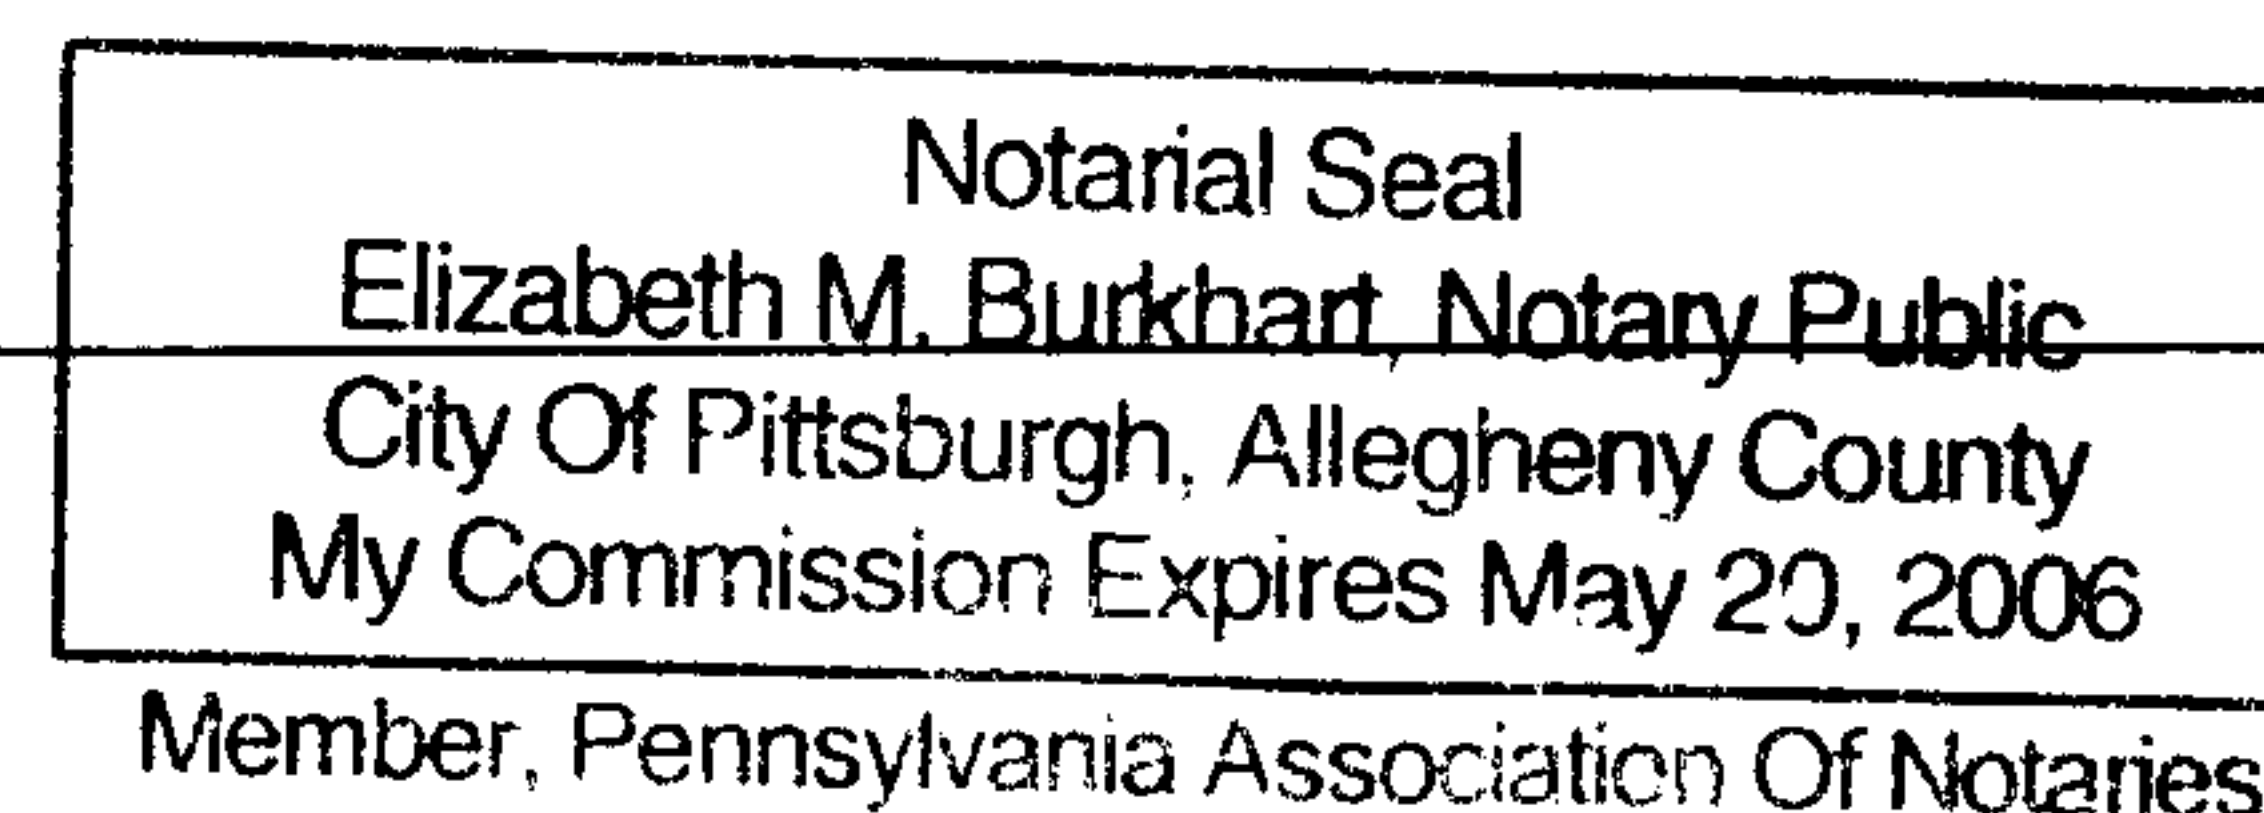 Notarial Seal
Elizabeth M. Burkhart, Notary Public
City Of Pittsburgh, Allegheny County
My Commission Expires May 20, 2006
Member, Pennsylvania Association Of Notaries